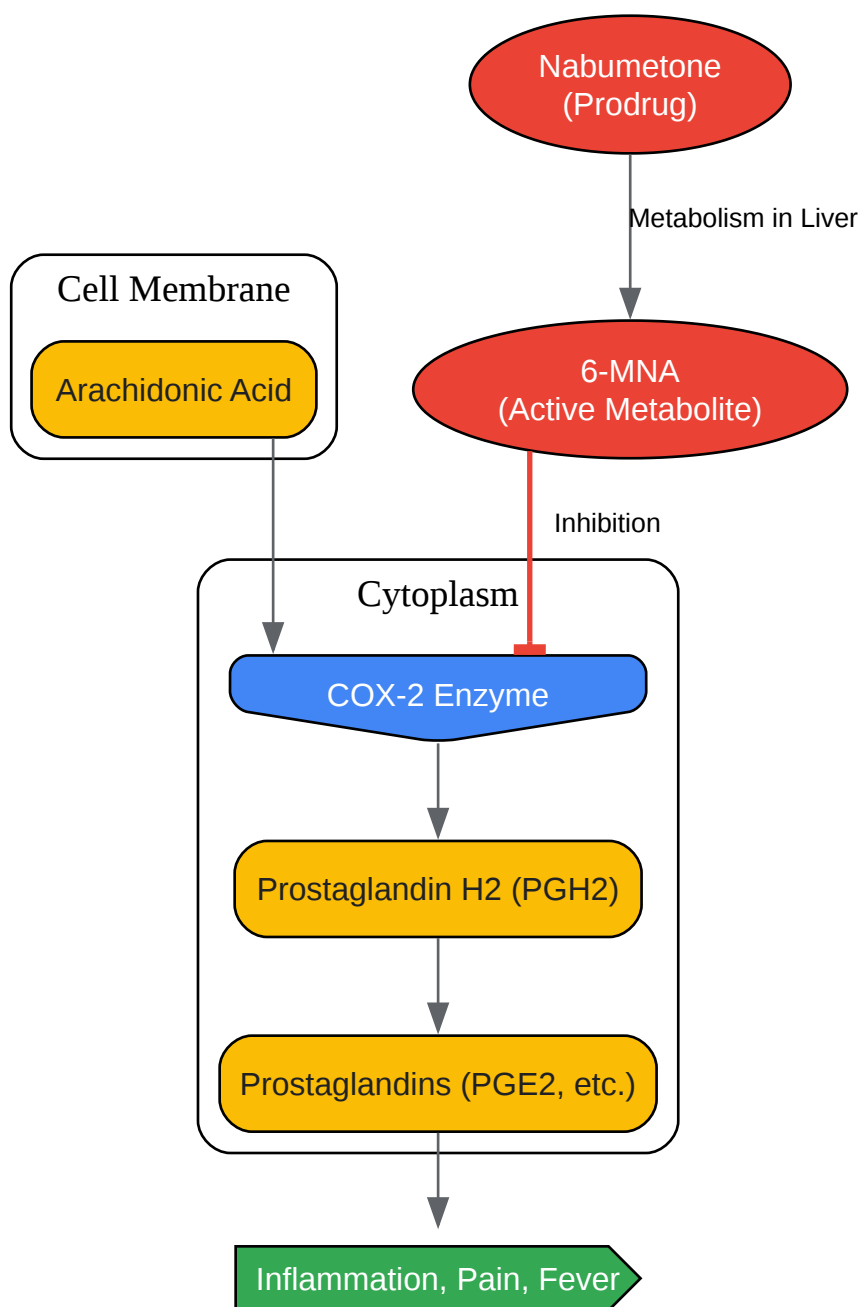 Nabumetone
(Prodrug)
Metabolism in Liver
Cell Membrane
Arachidonic Acid
6-MNA
(Active Metabolite)
Inhibition
Cytoplasm
COX-2 Enzyme
Prostaglandin H2 (PGH2)
Prostaglandins (PGE2, etc.)
Inflammation, Pain, Fever